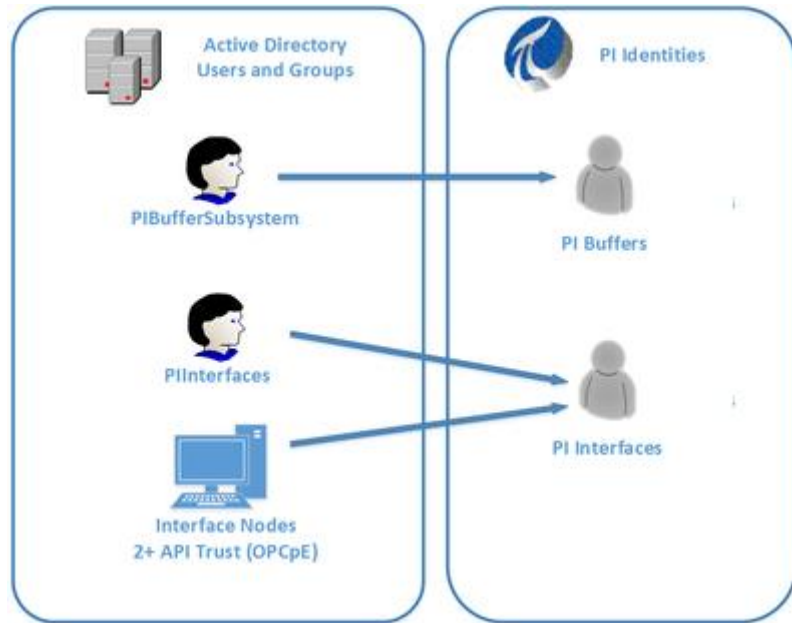 Active Directory
Users and Groups
PI Identities
PIBufferSubsystem
PI Buffers
PIInterfaces
PI Interfaces
Interface Nodes
2+ API Trust (OPCpE)